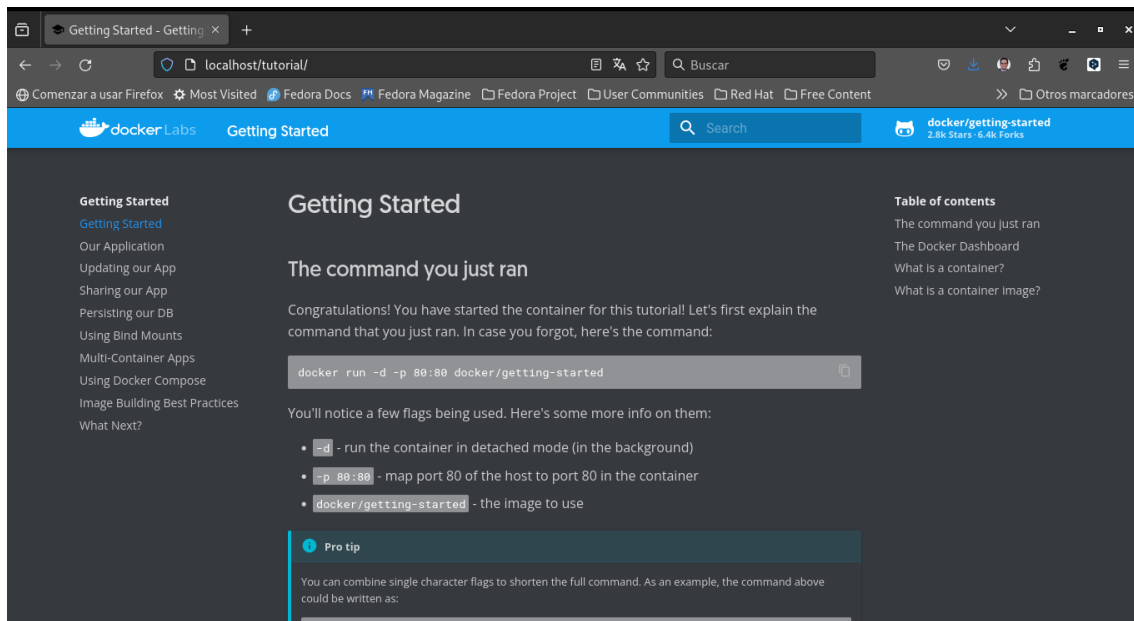 Getting Started - Getting
localhost/tutorial/
Buscar
Comenzar a usar Firefox Most Visited Fedora Docs Fedora Magazine Fedora Project User Communities Red Hat Free Content Otros marcadores
docker Labs Getting Started
Search
docker/getting-started
2.8k Stars · 6.4k Forks
Getting Started
Getting Started
Our Application
Updating our App
Sharing our App
Persisting our DB
Using Bind Mounts
Multi-Container Apps
Using Docker Compose
Image Building Best Practices
What Next?
Getting Started
The command you just ran
Congratulations! You have started the container for this tutorial! Let's first explain the
command that you just ran. In case you forgot, here's the command:
docker run -d -p 80:80 docker/getting-started
You'll notice a few flags being used. Here's some more info on them:
• -d - run the container in detached mode (in the background)
• -p 80:80 - map port 80 of the host to port 80 in the container
• docker/getting-started - the image to use
Pro tip
You can combine single character flags to shorten the full command. As an example, the command above
could be written as:
Table of contents
The command you just ran
The Docker Dashboard
What is a container?
What is a container image?